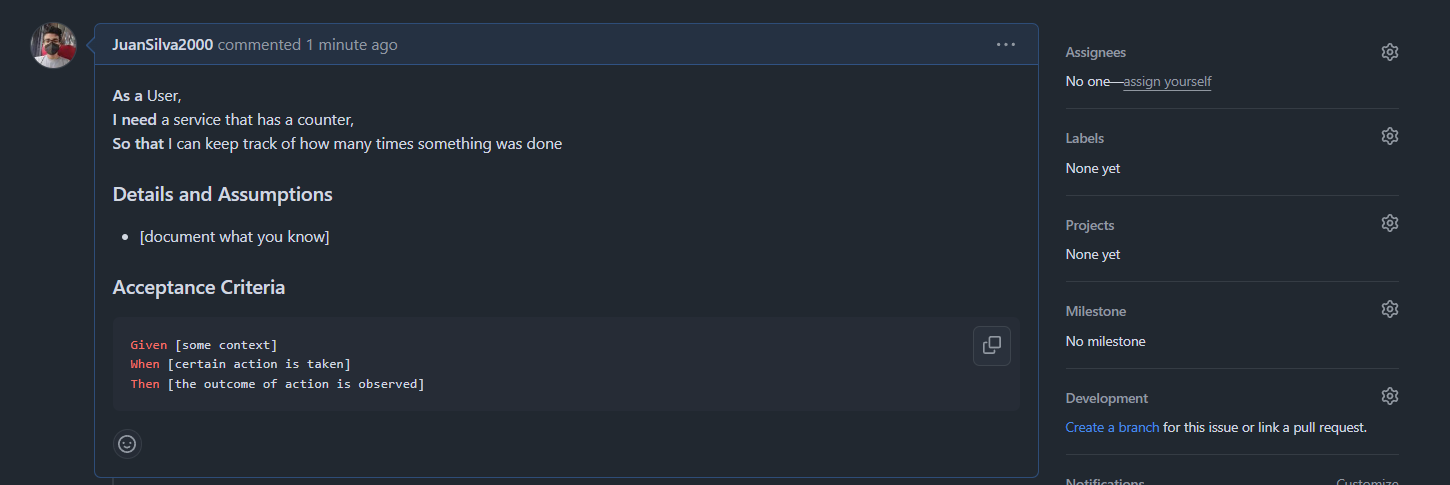 JuanSilva2000 commented 1 minute ago
As a User,
I need a service that has a counter,
So that I can keep track of how many times something was done
Details and Assumptions
• [document what you know]
Acceptance Criteria
Given [some context]
When [certain action is taken]
Then [the outcome of action is observed]
Assignees
No one—assign yourself
Labels
None yet
Projects
None yet
Milestone
No milestone
Development
Create a branch for this issue or link a pull request.
Notifications Customize